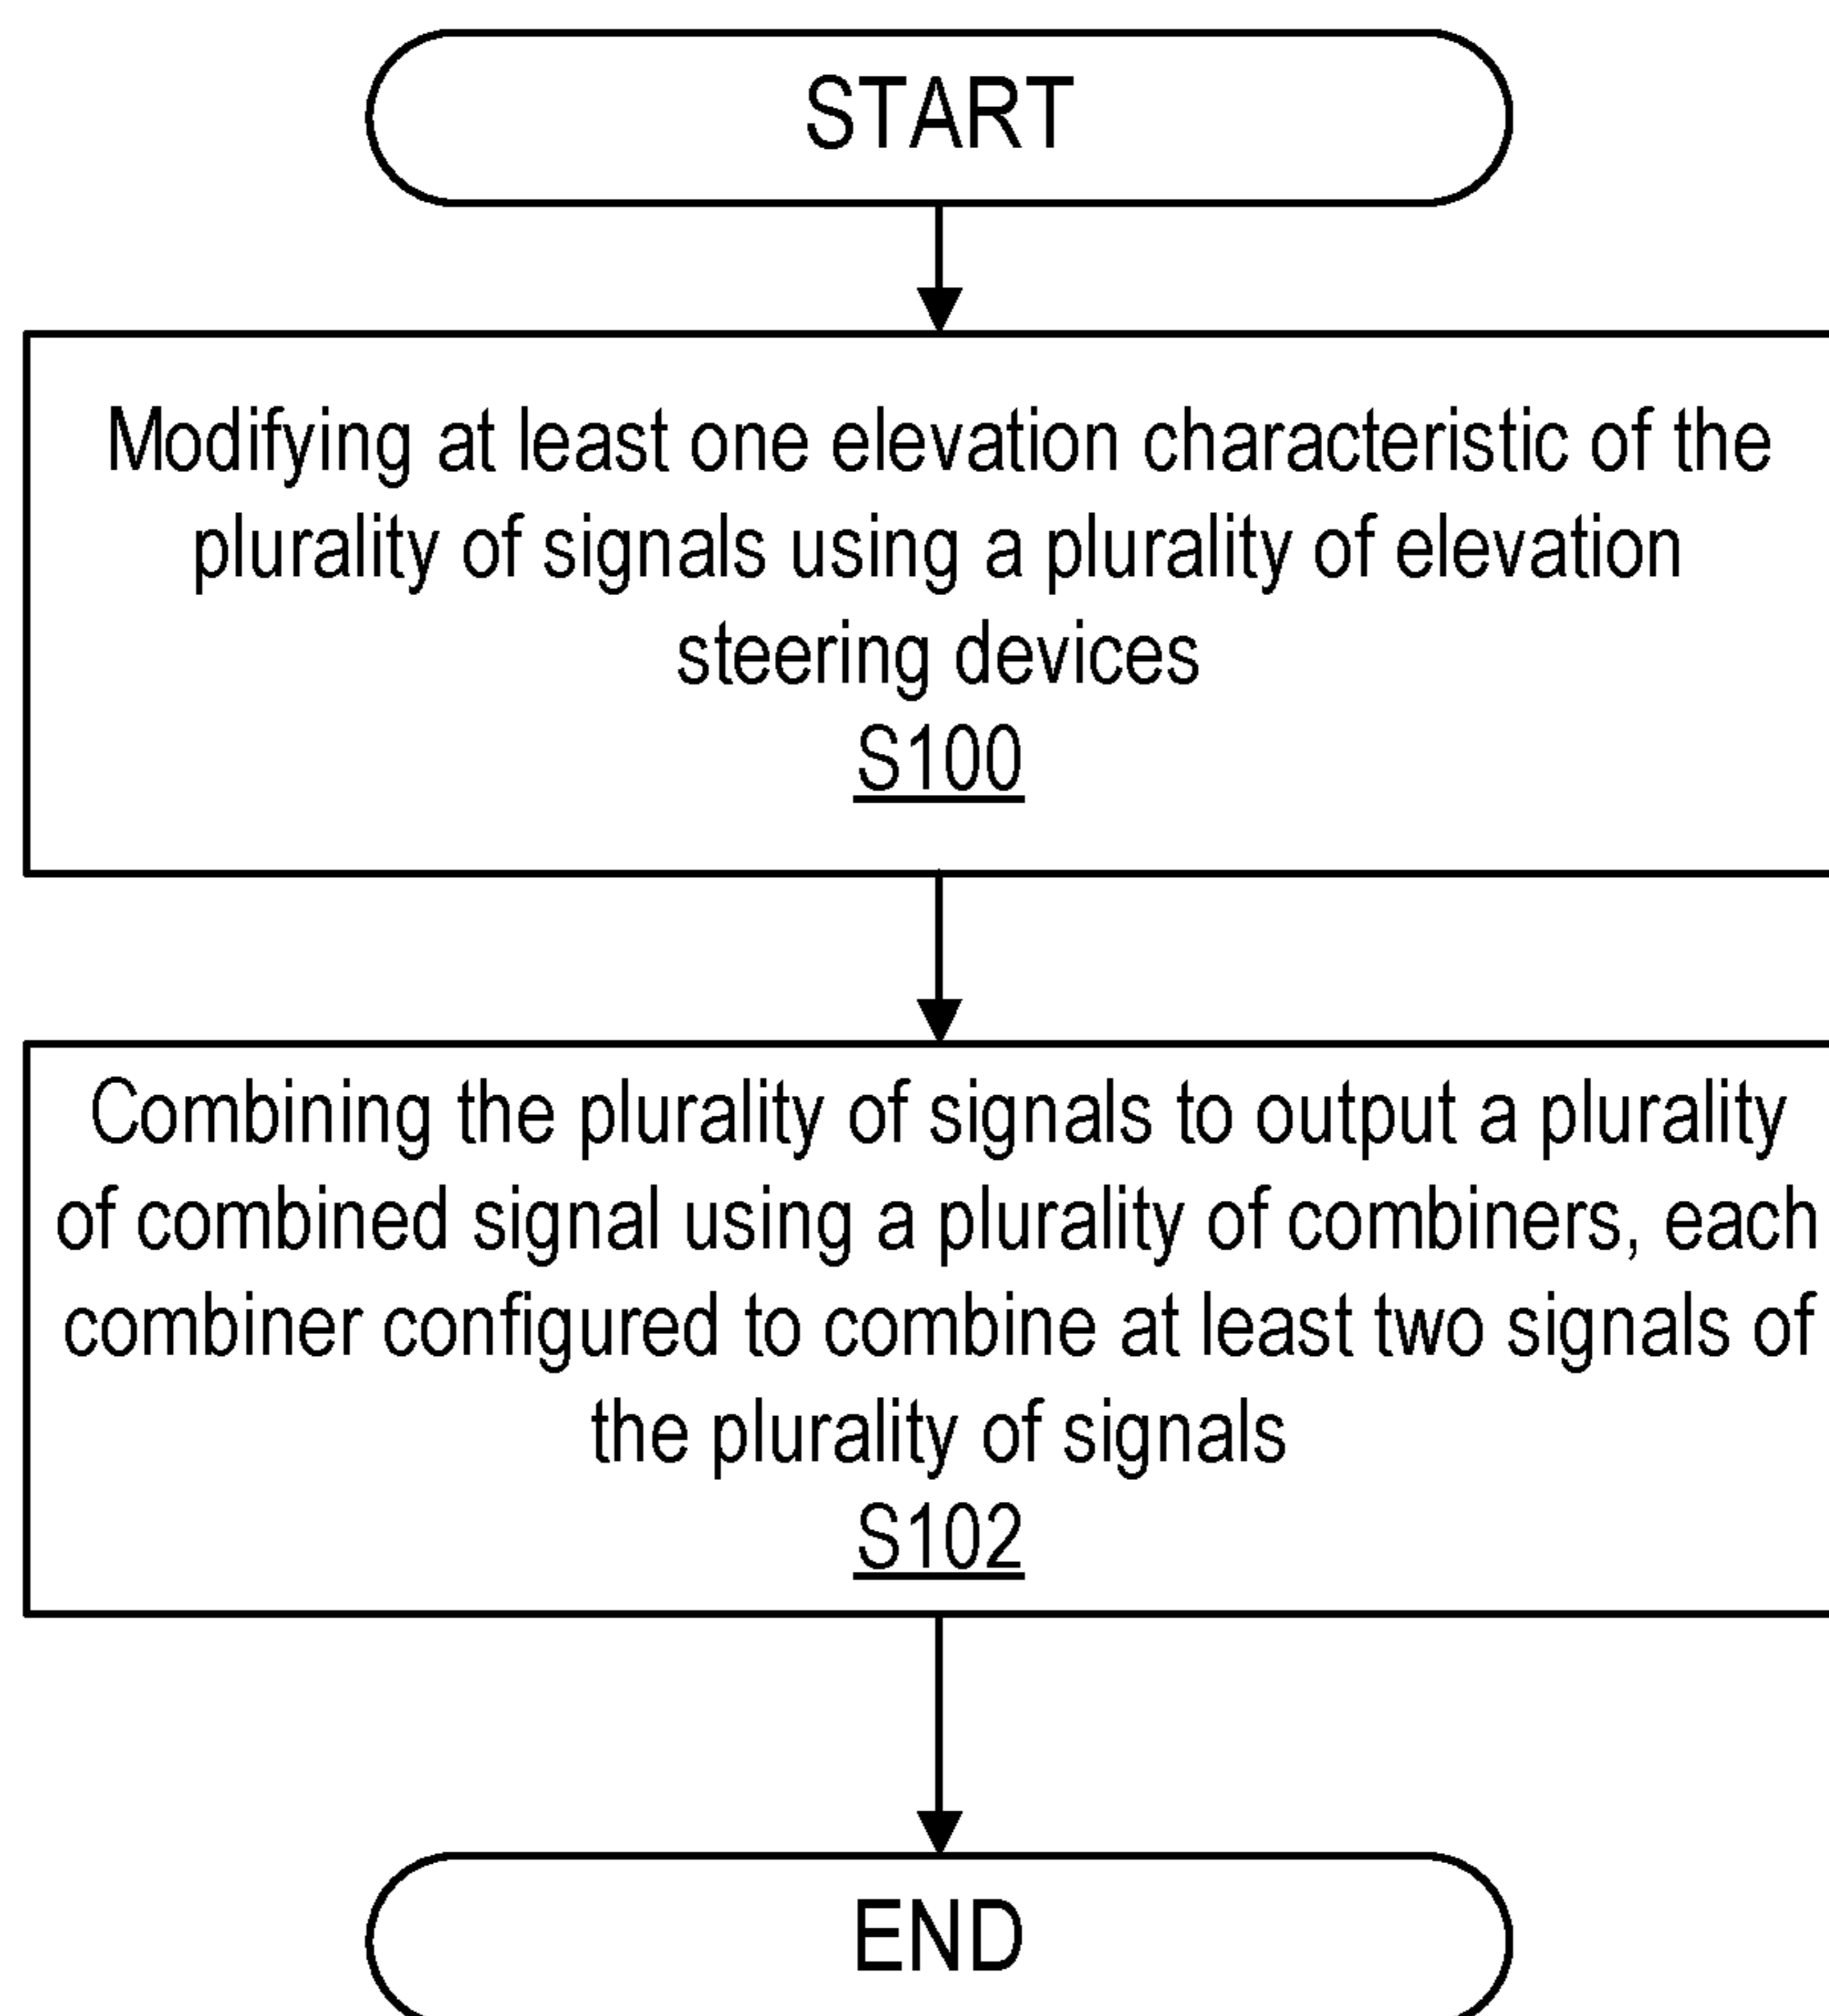 START
Modifying at least one elevation characteristic of the
plurality of signals using a plurality of elevation
steering devices
S100
Combining the plurality of signals to output a plurality
of combined signal using a plurality of combiners, each
combiner configured to combine at least two signals of
the plurality of signals
S102
END